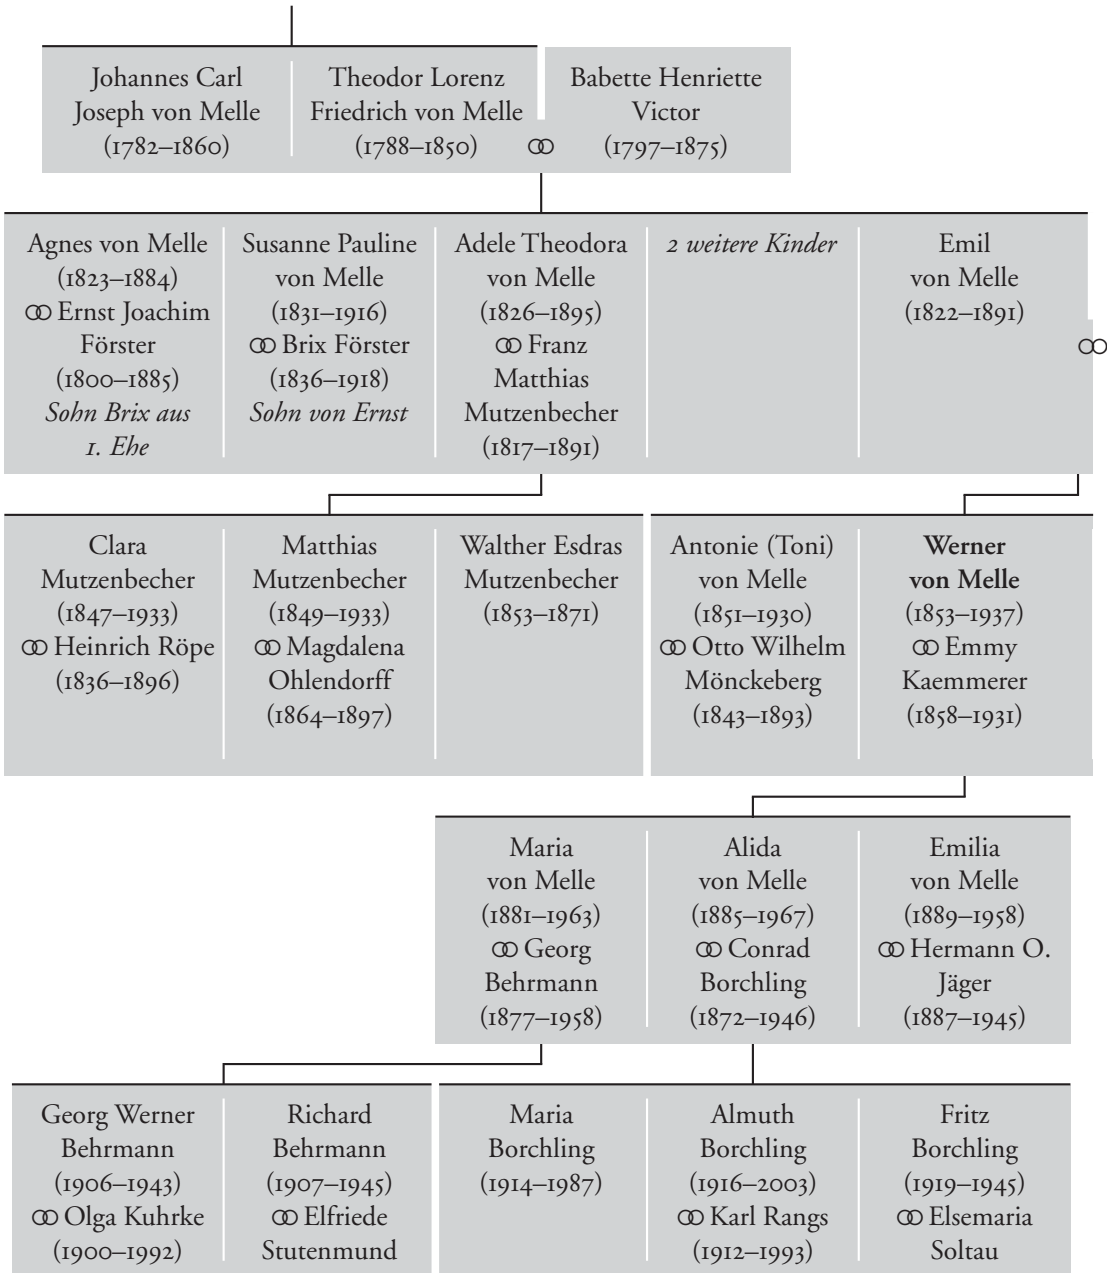 Johannes Carl
Joseph von Melle
(1782–1860)
Theodor Lorenz
Friedrich von Melle
(1788–1850)
Babette Henriette
Victor
(1797–1875)
Agnes von Melle
(1823–1884)
⚭ Ernst Joachim
Förster
(1800–1885)
Sohn Brix aus
1. Ehe
Susanne Pauline
von Melle
(1831–1916)
⚭ Brix Förster
(1836–1918)
Sohn von Ernst
Adele Theodora
von Melle
(1826–1895)
⚭ Franz
Matthias
Mutzenbecher
(1817–1891)
2 weitere Kinder
Emil
von Melle
(1822–1891)
Clara
Mutzenbecher
(1847–1933)
⚭ Heinrich Röpe
(1836–1896)
Matthias
Mutzenbecher
(1849–1933)
⚭ Magdalena
Ohlendorff
(1864–1897)
Walther Esdras
Mutzenbecher
(1853–1871)
Antonie (Toni)
von Melle
(1851–1930)
⚭ Otto Wilhelm
Mönckeberg
(1843–1893)
Werner
von Melle
(1853–1937)
⚭ Emmy
Kaemmerer
(1858–1931)
Maria
von Melle
(1881–1963)
⚭ Georg
Behrmann
(1877–1958)
Alida
von Melle
(1885–1967)
⚭ Conrad
Borchling
(1872–1946)
Emilia
von Melle
(1889–1958)
⚭ Hermann O.
Jäger
(1887–1945)
Georg Werner
Behrmann
(1906–1943)
⚭ Olga Kuhrke
(1900–1992)
Richard
Behrmann
(1907–1945)
⚭ Elfriede
Stutenmund
Maria
Borchling
(1914–1987)
Almuth
Borchling
(1916–2003)
⚭ Karl Rangs
(1912–1993)
Fritz
Borchling
(1919–1945)
⚭ Elsemaria
Soltau